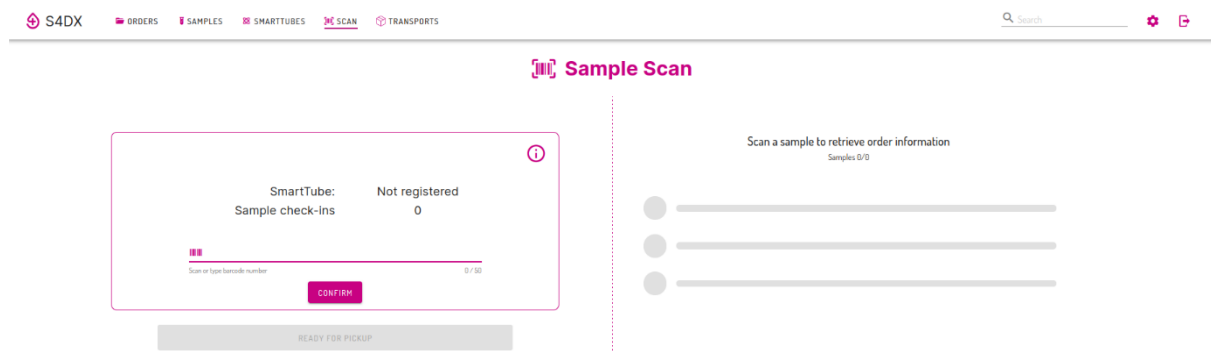 S4DX ORDERS SAMPLES SMARTTUBES SCAN TRANSPORTS Search
Sample Scan
SmartTube: Not registered
Sample check-ins 0
Scan or type barcode number 0 / 50
CONFIRM
READY FOR PICKUP
Scan a sample to retrieve order information
Samples 0/0